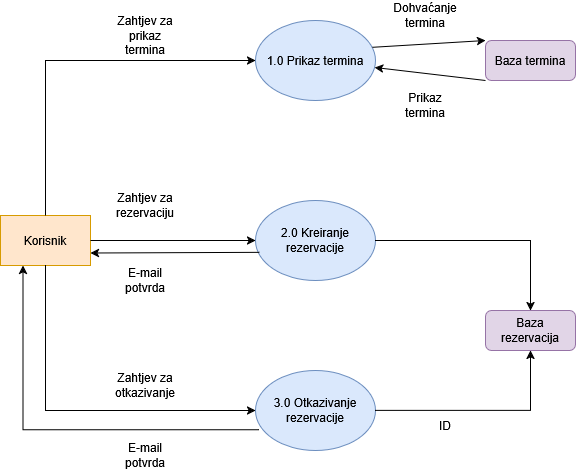 Zahtjev za
prikaz
termina
Dohvaćanje
termina
1.0 Prikaz termina
Baza termina
Prikaz
termina
Zahtjev za
rezervaciju
Korisnik
2.0 Kreiranje
rezervacije
E-mail
potvrda
Baza
rezervacija
Zahtjev za
otkazivanje
3.0 Otkazivanje
rezervacije
ID
E-mail
potvrda